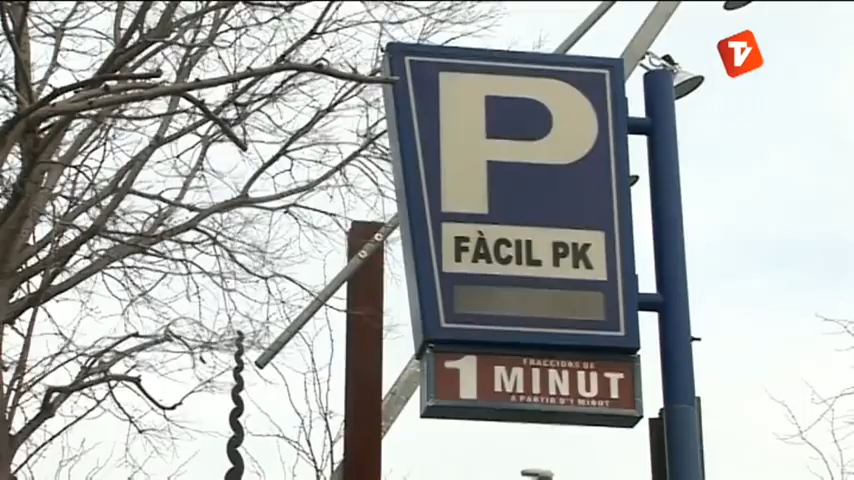 T
P
FÀCIL PK
FRACCIONS DE
1 MINUT
A PARTIR D'1 MINUT